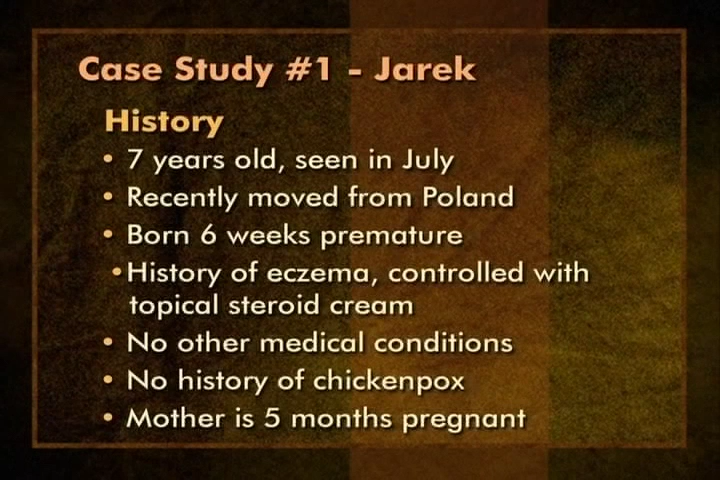 Case Study #1 - Jarek
History
• 7 years old, seen in July
• Recently moved from Poland
• Born 6 weeks premature
• History of eczema, controlled with
topical steroid cream
• No other medical conditions
• No history of chickenpox
• Mother is 5 months pregnant